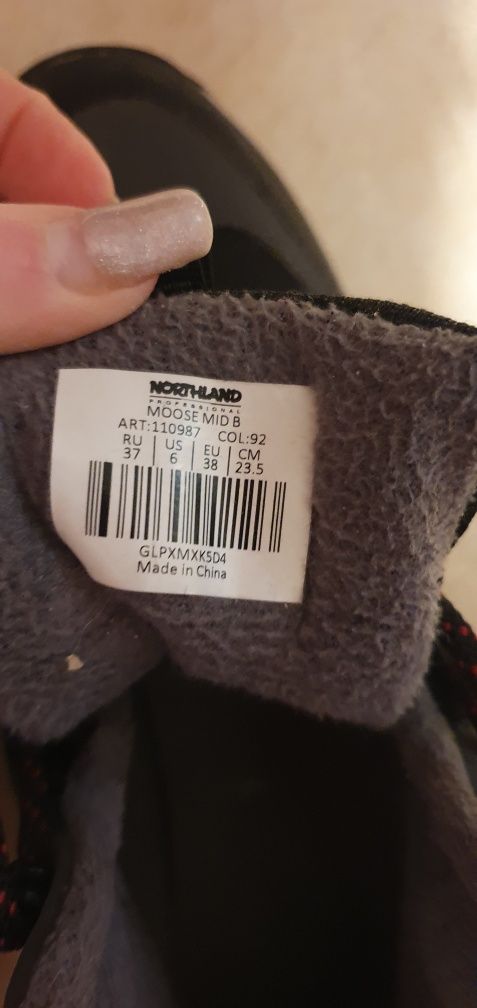 NORTHLAND
PROFESSIONAL
MOOSE MID B
ART:110987 COL:92
RU US EU CM
37 6 38 23.5
GLPXMXK5D4
Made in China